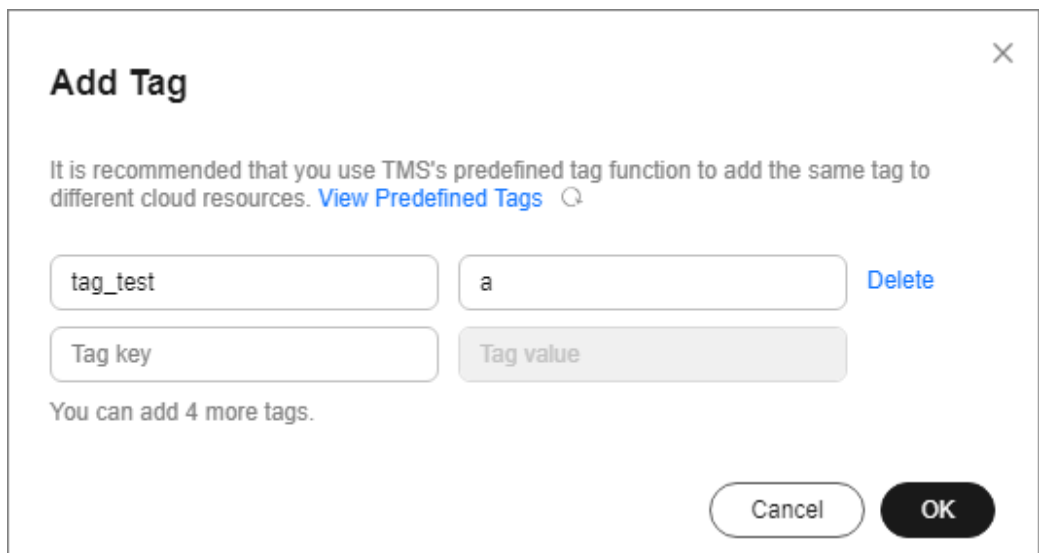 Add Tag
It is recommended that you use TMS's predefined tag function to add the same tag to
different cloud resources. View Predefined Tags
tag_test a Delete
Tag key Tag value
You can add 4 more tags.
Cancel OK